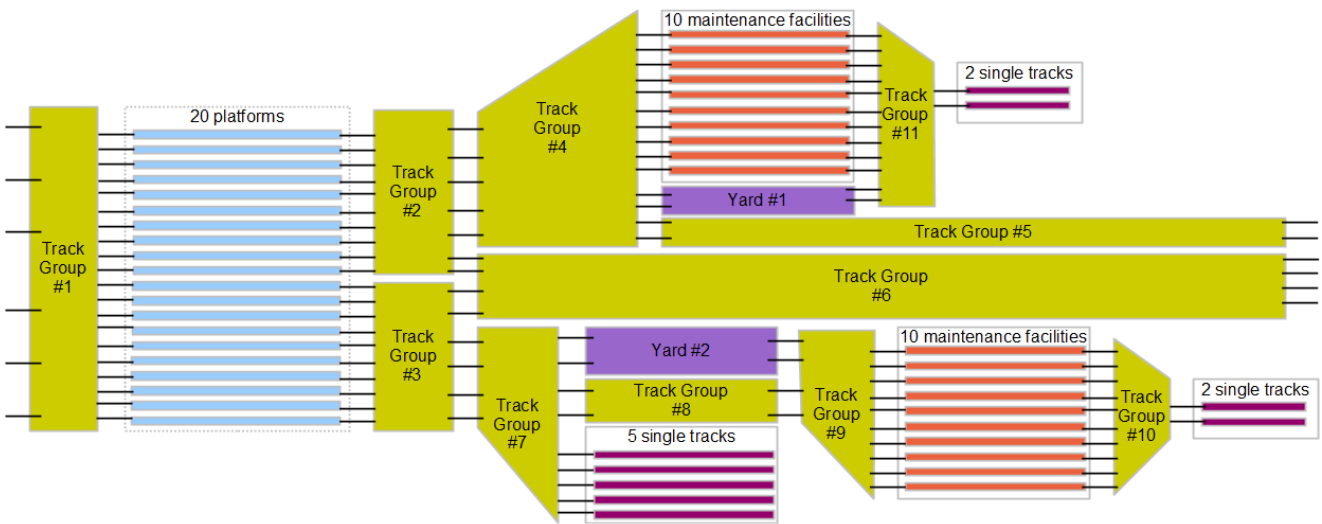 10 maintenance facilities
2 single tracks
20 platforms
Track
Group
#4
Track
Group
#11
Track
Group
#2
Yard #1
Track Group #5
Track
Group
#1
Track Group
#6
Track
Group
#3
Yard #2
10 maintenance facilities
Track Group
#8
2 single tracks
Track
Group
#7
Track
Group
#9
Track
Group
#10
5 single tracks